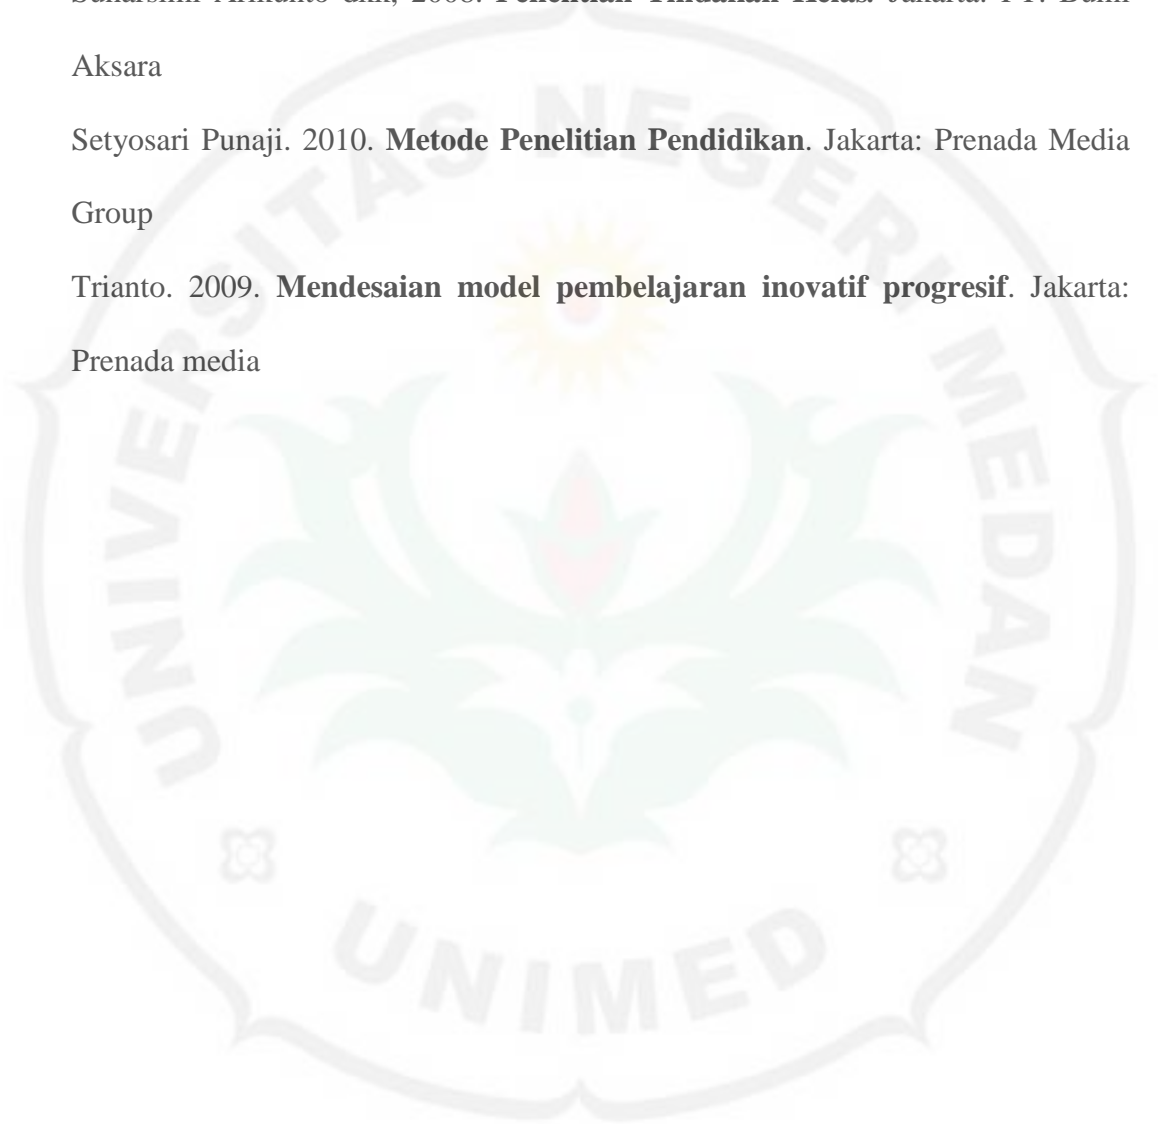 Suharsimi Arikunto dkk, Penelitian Tindakan Kelas. Jakarta: PT. Bumi
Aksara
Setyosari Punaji. 2010. Metode Penelitian Pendidikan. Jakarta: Prenada Media
Group
Trianto. 2009. Mendesaian model pembelajaran inovatif progresif. Jakarta:
Prenada media
UNIVERSITAS NEGERI MEDAN
UNIMED